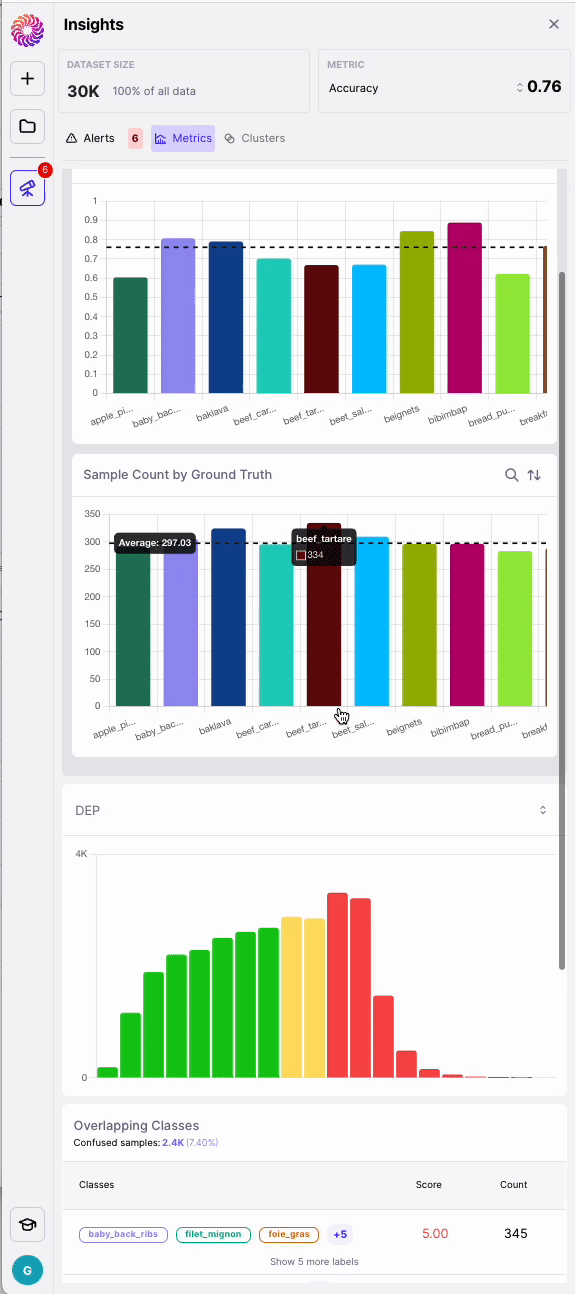 Insights
DATASET SIZE
30K 100% of all data
METRIC
Accuracy 0.76
Alerts 6 Metrics Clusters
6
1
0.9
0.8
0.7
0.6
0.5
0.4
0.3
0.2
0.1
0
apple_pi... baby_bac... baklava beef_car... beef_tar... beef_sal... beignets bibimbap bread_pu... breakfa
Sample Count by Ground Truth
350
300
250
200
150
100
50
0
Average: 297.03
beef_tartare
334
apple_pi... baby_bac... baklava beef_car... beef_tar... beef_sal... beignets bibimbap bread_pu... breakf
DEP
4K
0
Overlapping Classes
Confused samples: 2.4K (7.40%)
Classes Score Count
baby_back_ribs filet_mignon foie_gras +5 5.00 345
Show 5 more labels
G